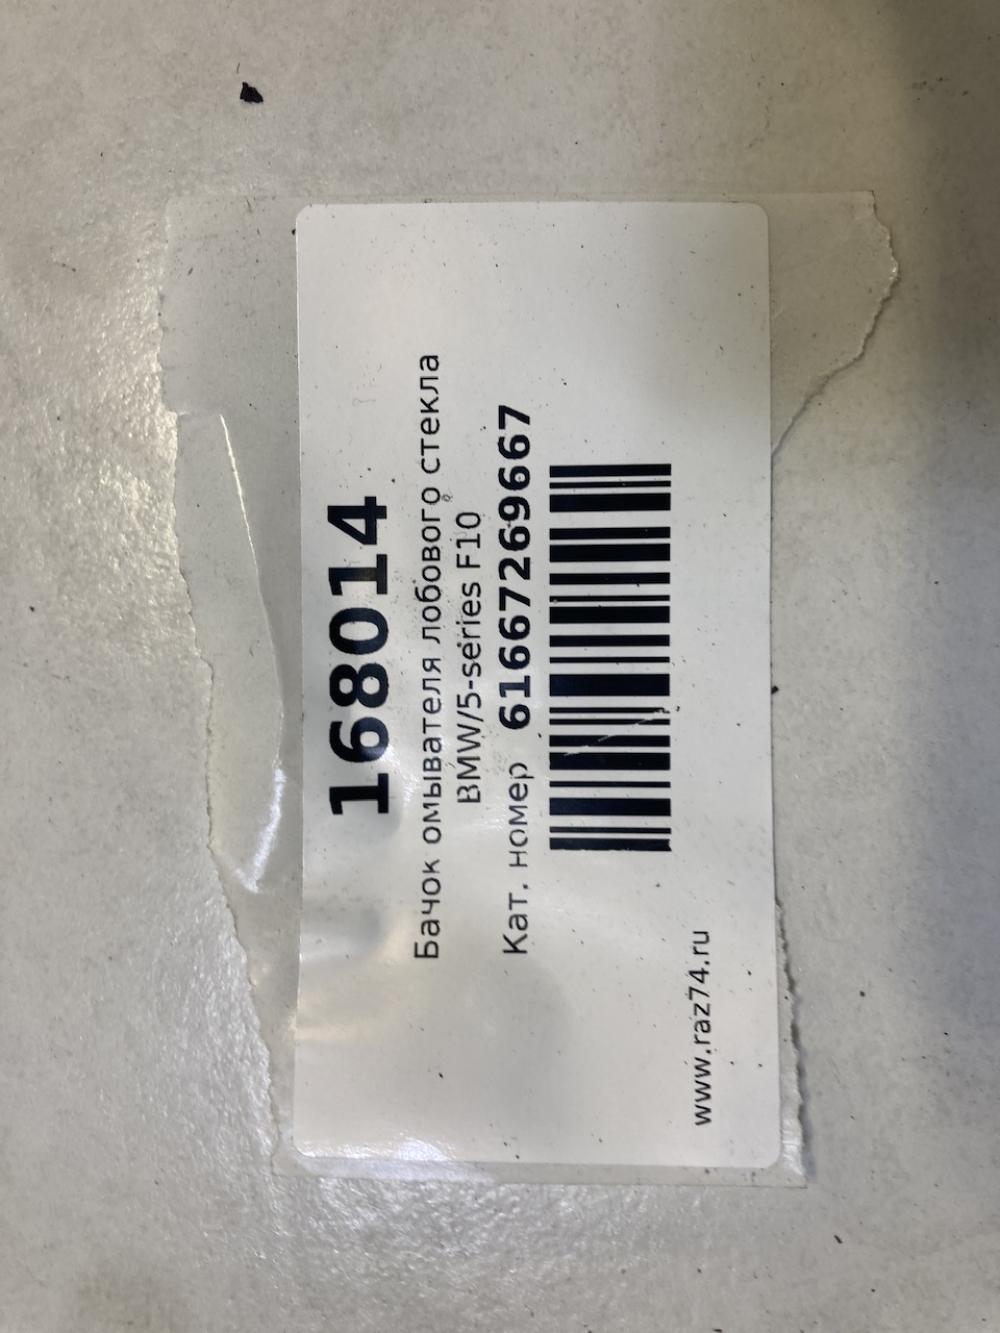 168014
Бачок омывателя лобового стекла
BMW/5-series F10
Кат. номер 61667269667
www.raz74.ru